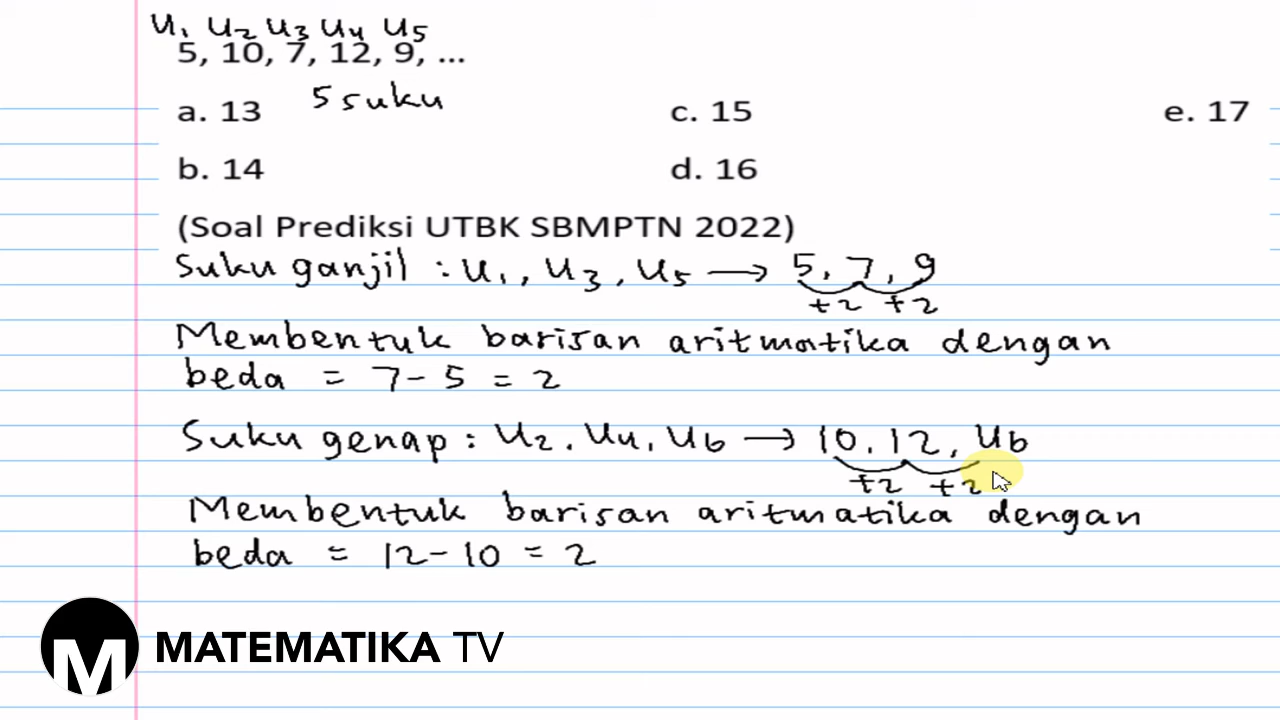 U1 U2 U3 U4 U5
5, 10, 7, 12, 9, ...
5 suku
a. 13 c. 15 e. 17
b. 14 d. 16
(Soal Prediksi UTBK SBMPTN 2022)
Suku ganjil : U1, U3, U5 → 5, 7, 9
+2 +2
Membentuk barisan aritmatika dengan
beda = 7 - 5 = 2
Suku genap : U2, U4, U6 → 10, 12, U6
+2 +2
Membentuk barisan aritmatika dengan
beda = 12 - 10 = 2
M MATEMATIKA TV